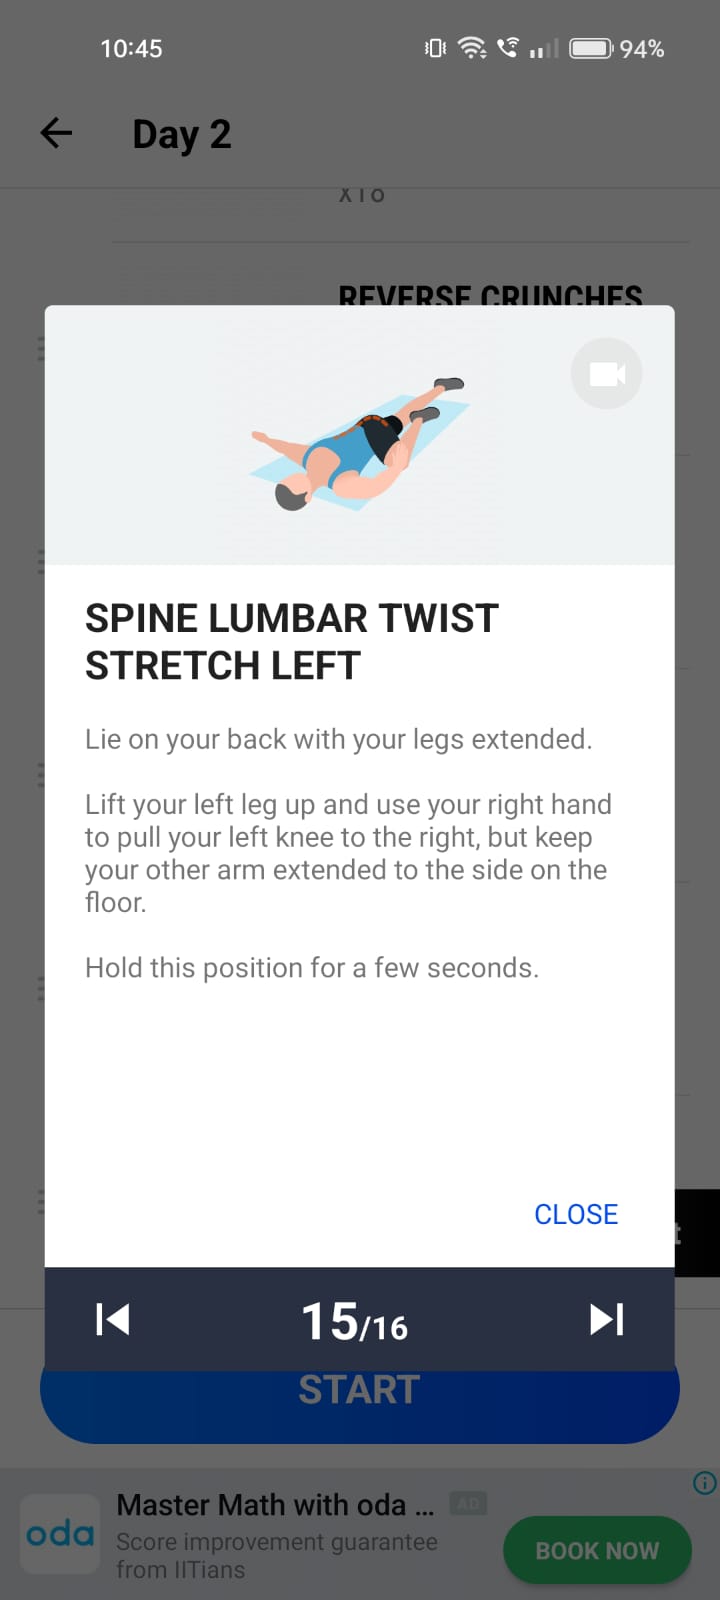 10:45
94%
Day 2
X18
REVERSE CRUNCHES
SPINE LUMBAR TWIST
STRETCH LEFT
Lie on your back with your legs extended.
Lift your left leg up and use your right hand
to pull your left knee to the right, but keep
your other arm extended to the side on the
floor.
Hold this position for a few seconds.
CLOSE
15/16
START
Master Math with oda ...
AD
oda
Score improvement guarantee
from IITians
BOOK NOW